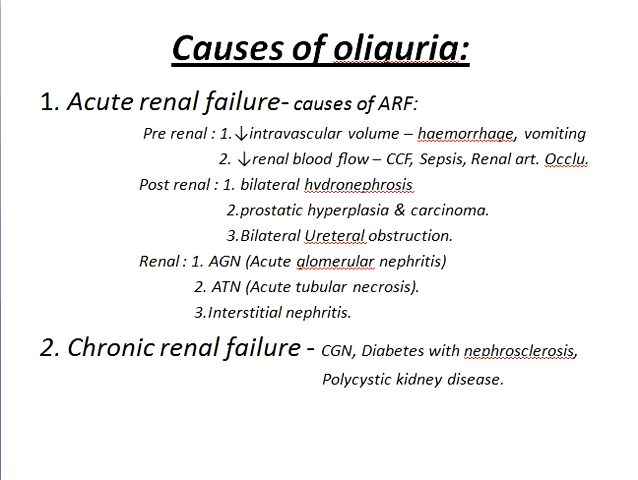 Causes of oliguria:
1. Acute renal failure- causes of ARF:
Pre renal : 1.↓intravascular volume – haemorrhage, vomiting
2. ↓renal blood flow – CCF, Sepsis, Renal art. Occlu.
Post renal : 1. bilateral hydronephrosis
2.prostatic hyperplasia & carcinoma.
3.Bilateral Ureteral obstruction.
Renal : 1. AGN (Acute glomerular nephritis)
2. ATN (Acute tubular necrosis).
3.Interstitial nephritis.
2. Chronic renal failure - CGN, Diabetes with nephrosclerosis,
Polycystic kidney disease.